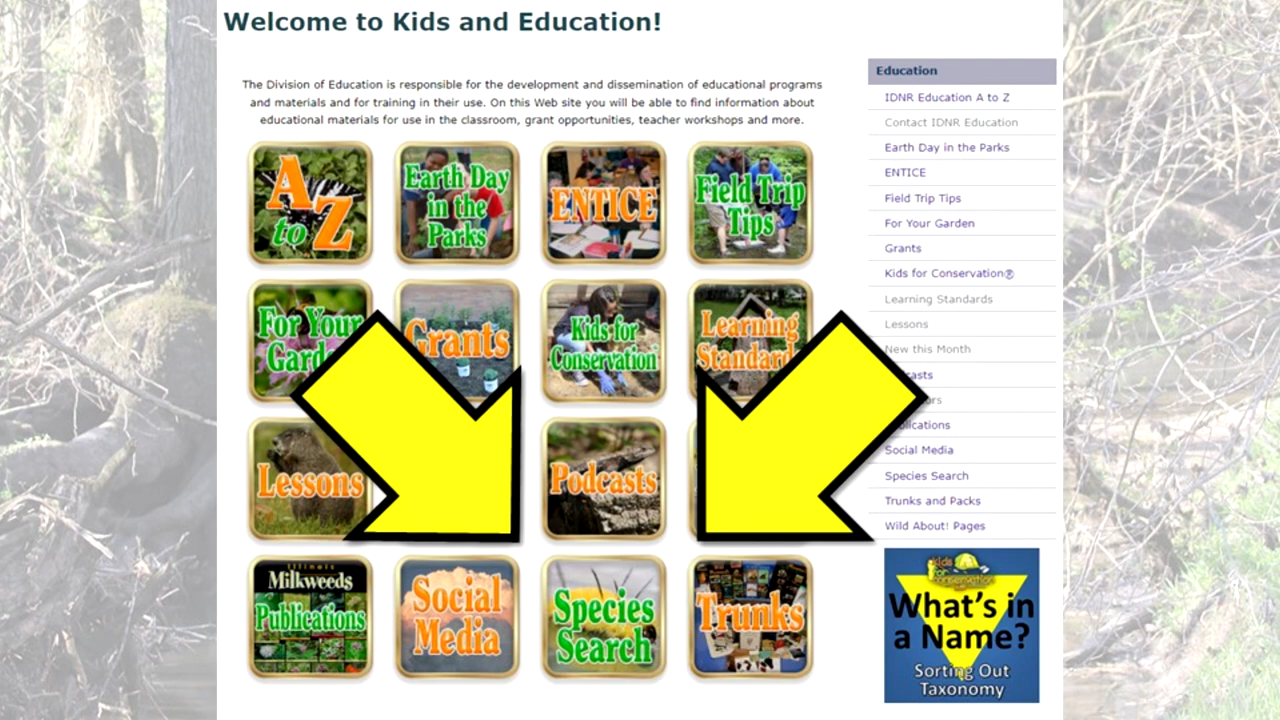 Welcome to Kids and Education!
The Division of Education is responsible for the development and dissemination of educational programs
and materials and for training in their use. On this Web site you will be able to find information about
educational materials for use in the classroom, grant opportunities, teacher workshops and more.
A
to Z
Earth Day
in the
Parks
ENTICE
Field Trip
Tips
For Your
Grants
Kids for
Conservation
Learning
Lessons
Podcasts
Illinois
Milkweeds
Publications
Social
Media
Species
Search
Trunks
Education
IDNR Education A to Z
Contact IDNR Education
Earth Day in the Parks
ENTICE
Field Trip Tips
For Your Garden
Grants
Kids for Conservation®
Learning Standards
Lessons
New this Month
Social Media
Species Search
Trunks and Packs
Wild About! Pages
kids
for
conservation
What's in
a Name?
Sorting Out
Taxonomy